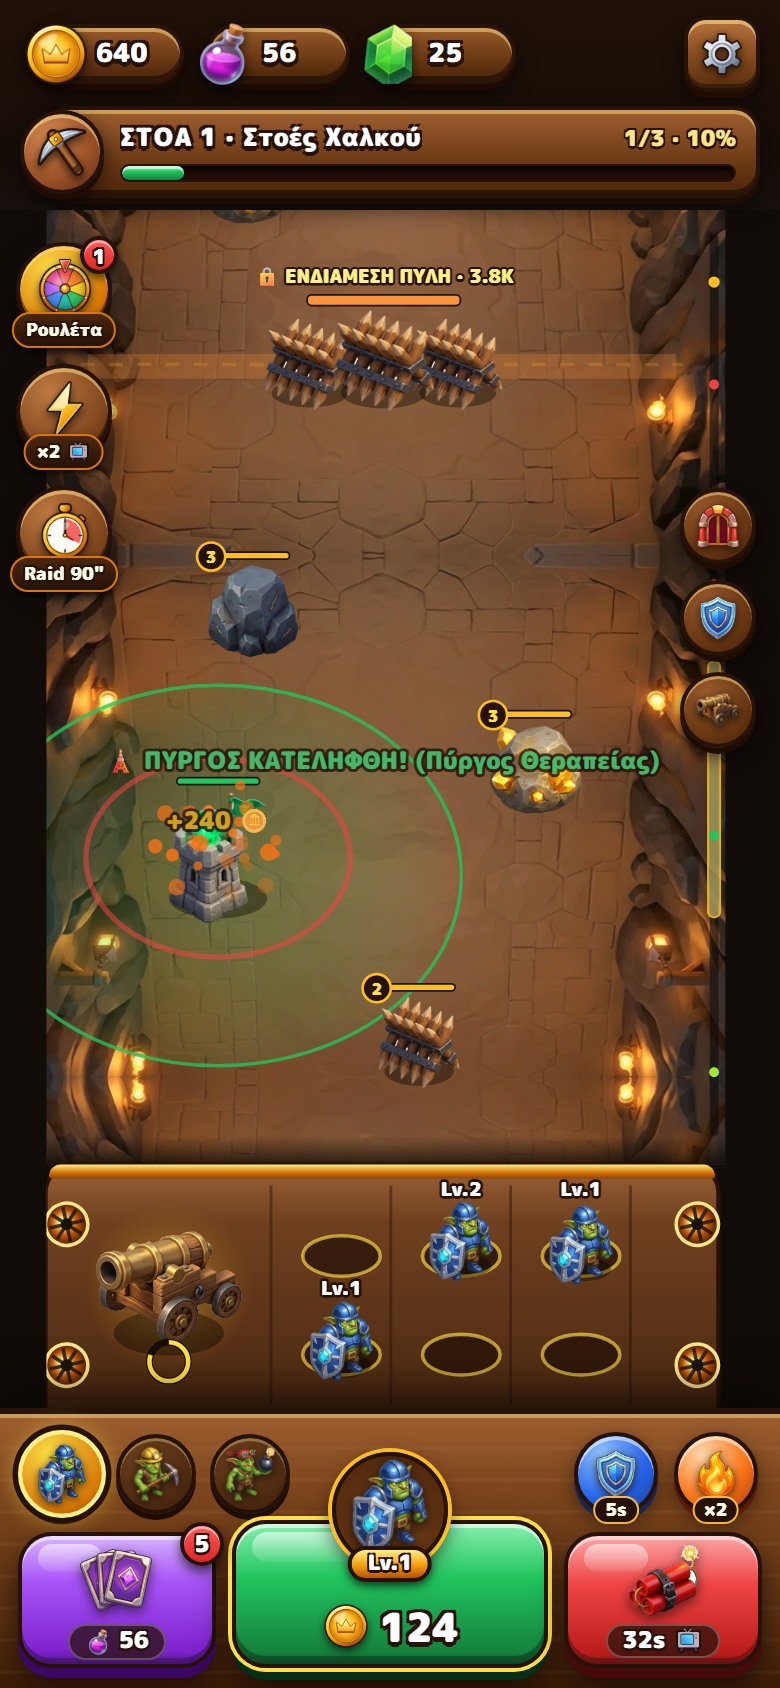 640
56
25
ΣΤΟΑ 1 · Στοές Χαλκού
1/3 · 10%
1
Ρουλέτα
ΕΝΔΙΑΜΕΣΗ ΠΥΛΗ · 3.8K
x2
Raid 90"
3
3
ΠΥΡΓΟΣ ΚΑΤΕΛΗΦΘΗ! (Πύργος Θεραπείας)
+240
2
Lv.2
Lv.1
Lv.1
5s
x2
5
Lv.1
56
124
32s